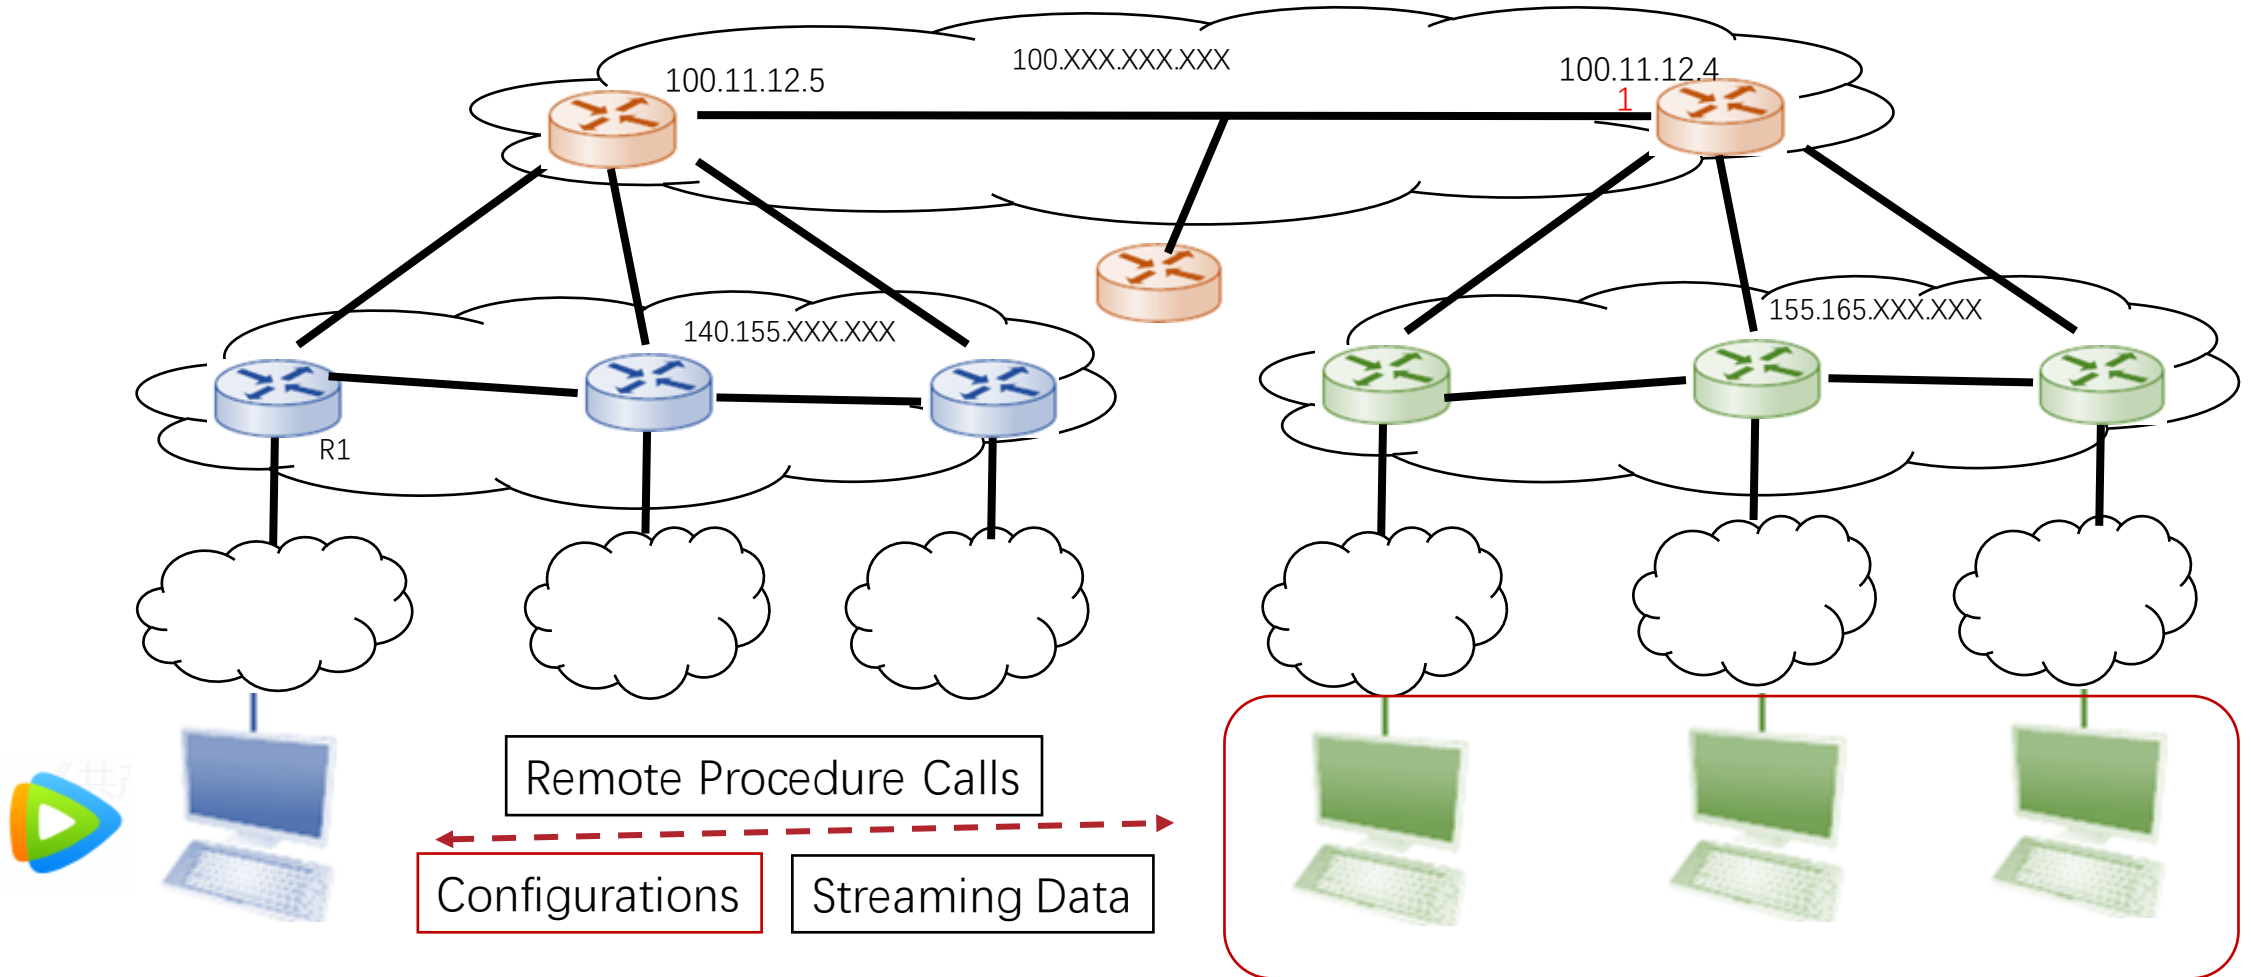 100.XXX.XXX.XXX
100.11.12.5
100.11.12.4
1
140.155.XXX.XXX
155.165.XXX.XXX
R1
Remote Procedure Calls
Configurations
Streaming Data